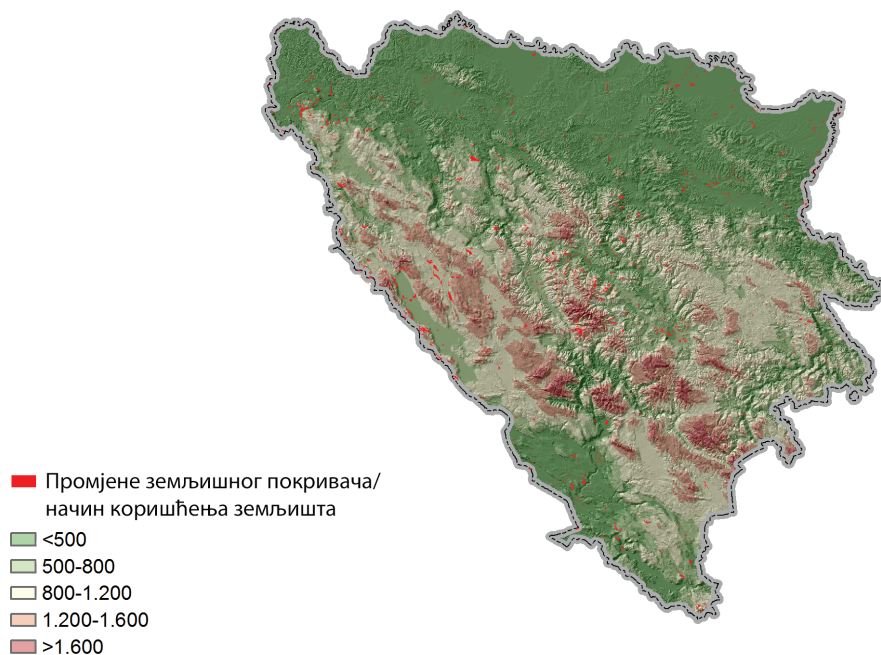 Промјене земљишног покривача/
начин коришћења земљишта
<500
500-800
800-1.200
1.200-1.600
>1.600